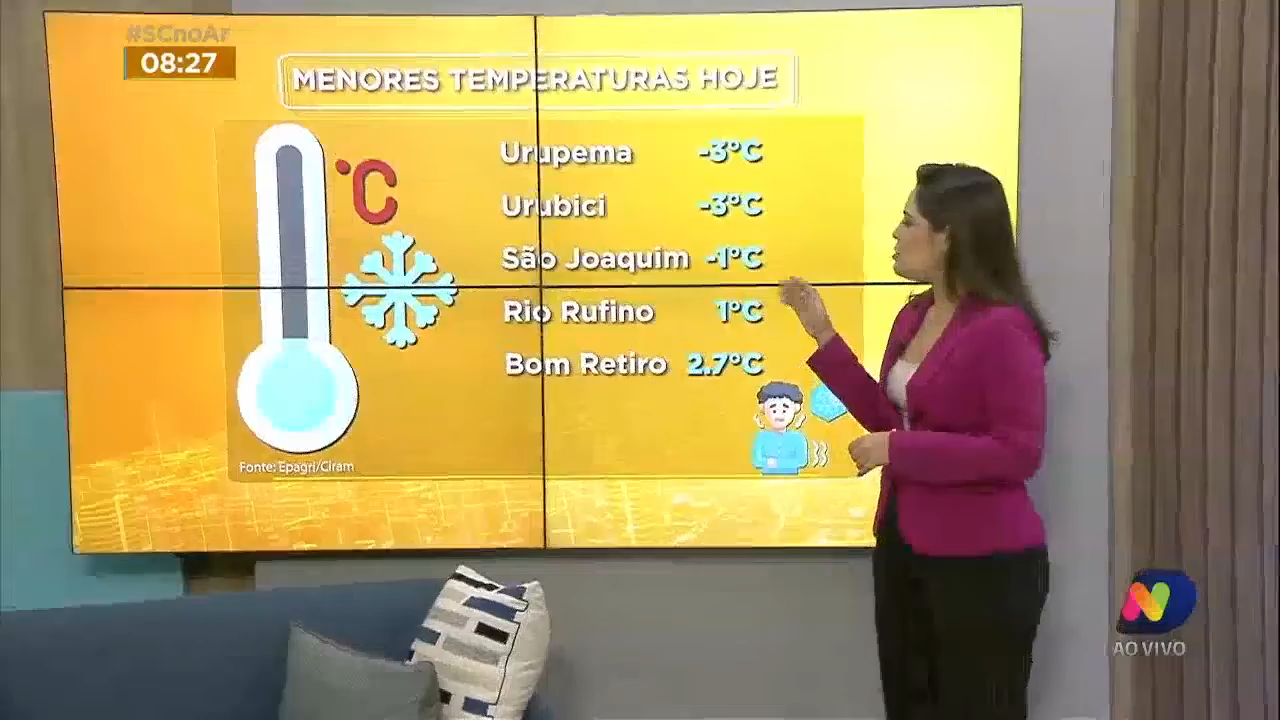 #SCnoAr
08:27
MENORES TEMPERATURAS HOJE
°C
Urupema -3°C
Urubici -3°C
São Joaquim -1°C
Rio Rufino 1°C
Bom Retiro 2.7°C
Fonte: Epagri/Ciram
N
AO VIVO